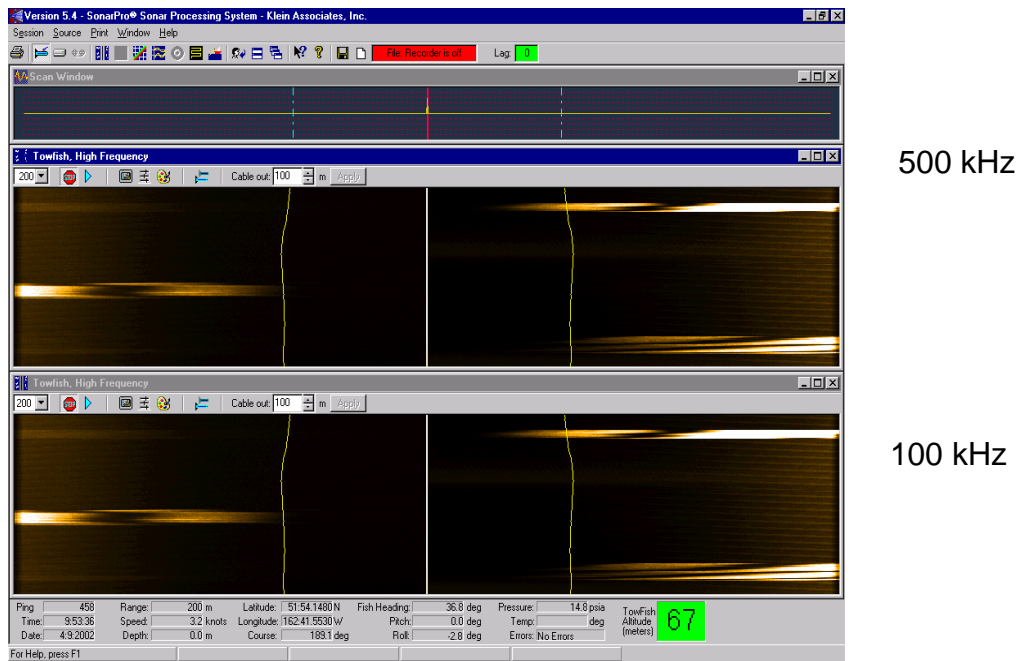 Version 5.4 - SonarPro® Sonar Processing System - Klein Associates, Inc.
Session Source Print Window Help
File: Recorder is off Lag: 0
Scan Window
Towfish, High Frequency
200 Cable out: 100 m Apply
500 kHz
Towfish, High Frequency
200 Cable out: 100 m Apply
100 kHz
Ping 458 Range: 200 m Latitude: 51:54.1480 N Fish Heading: 36.8 deg Pressure: 14.8 psia
Time: 9:53:36 Speed: 3.2 knots Longitude: 162:41.5530 W Pitch: 0.0 deg Temp: deg
Date: 4:9:2002 Depth: 0.0 m Course: 189.1 deg Roll: -2.8 deg Errors: No Errors
TowFish
Altitude
(meters)
67
For Help, press F1